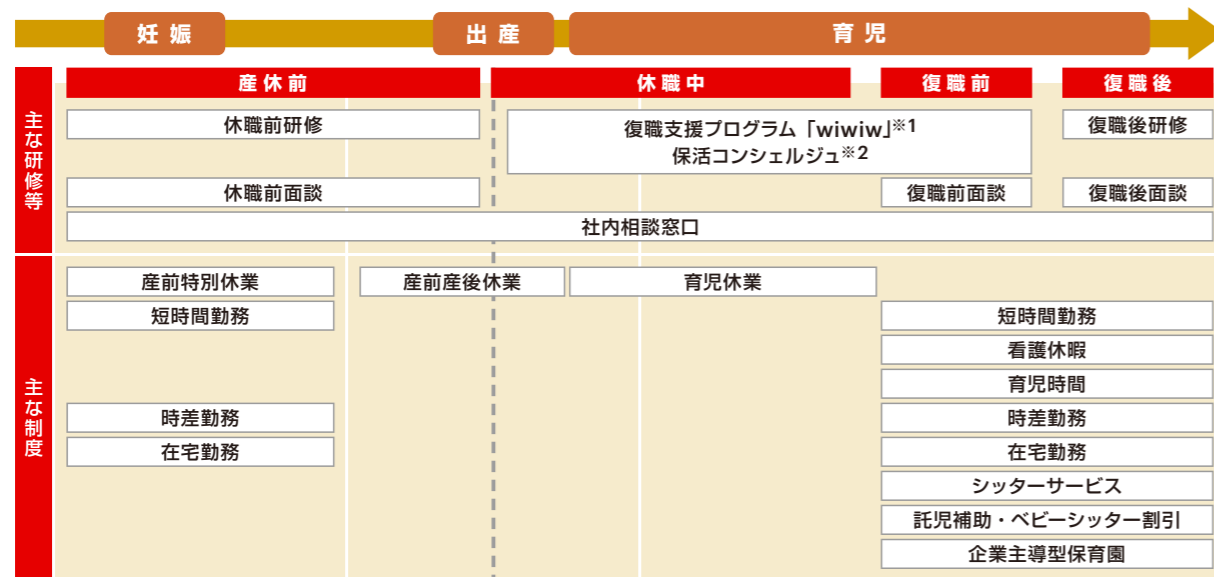 妊娠
出産
育児
産休前
休職中
復職前
復職後
主な研修等
休職前研修
復職支援プログラム「wiwiw」※1
保活コンシェルジュ※2
復職後研修
休職前面談
復職前面談
復職後面談
社内相談窓口
主な制度
産前特別休業
産前産後休業
育児休業
短時間勤務
短時間勤務
看護休暇
育児時間
時差勤務
時差勤務
在宅勤務
在宅勤務
シッターサービス
託児補助・ベビーシッター割引
企業主導型保育園